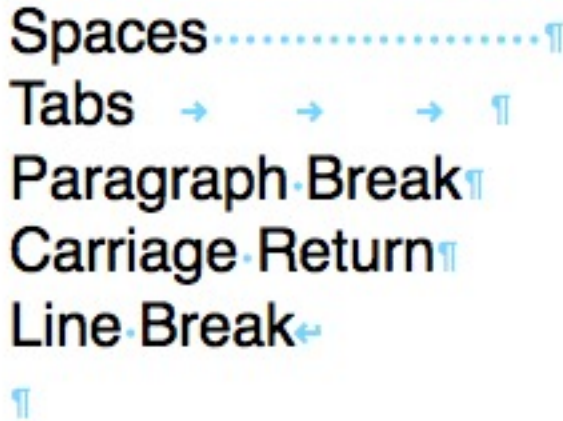 Spaces····················¶
Tabs → → → ¶
Paragraph·Break¶
Carriage·Return¶
Line·Break↵
¶